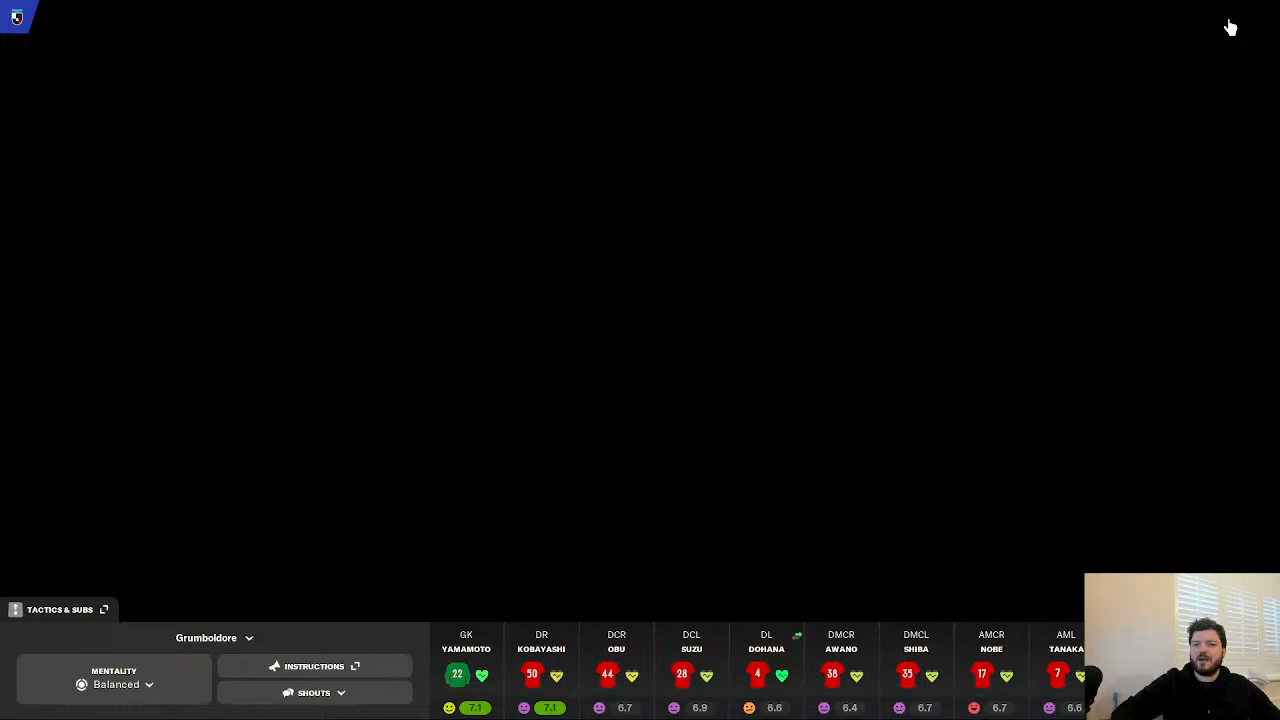 TACTICS & SUBS
Grumboldore
MENTALITY
Balanced
INSTRUCTIONS
SHOUTS
GK DR DCR DCL DL DMCR DMCL AMCR AML
YAMAMOTO KOBAYASHI OBU SUZU DOHANA AWANO SHIBA NOBE TANAKA
22 50 44 28 4 38 35 17 7
7.1 7.1 6.7 6.9 6.6 6.4 6.7 6.7 6.6